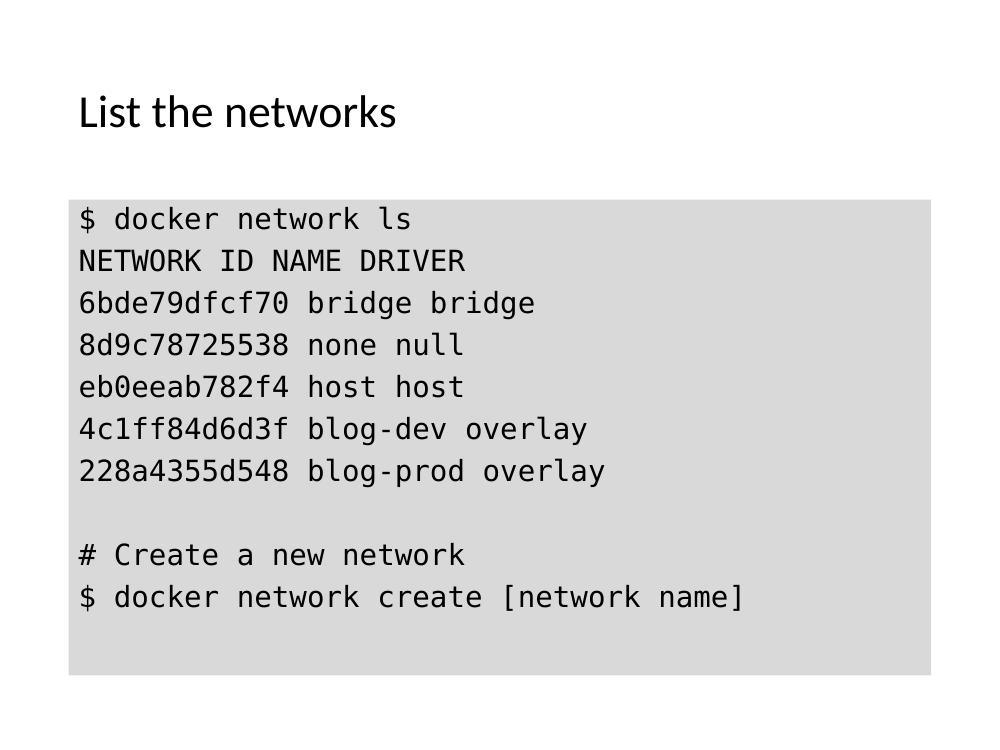 List the networks
$ docker network ls
NETWORK ID NAME DRIVER
6bde79dfcf70 bridge bridge
8d9c78725538 none null
eb0eeab782f4 host host
4c1ff84d6d3f blog-dev overlay
228a4355d548 blog-prod overlay
# Create a new network
$ docker network create [network name]